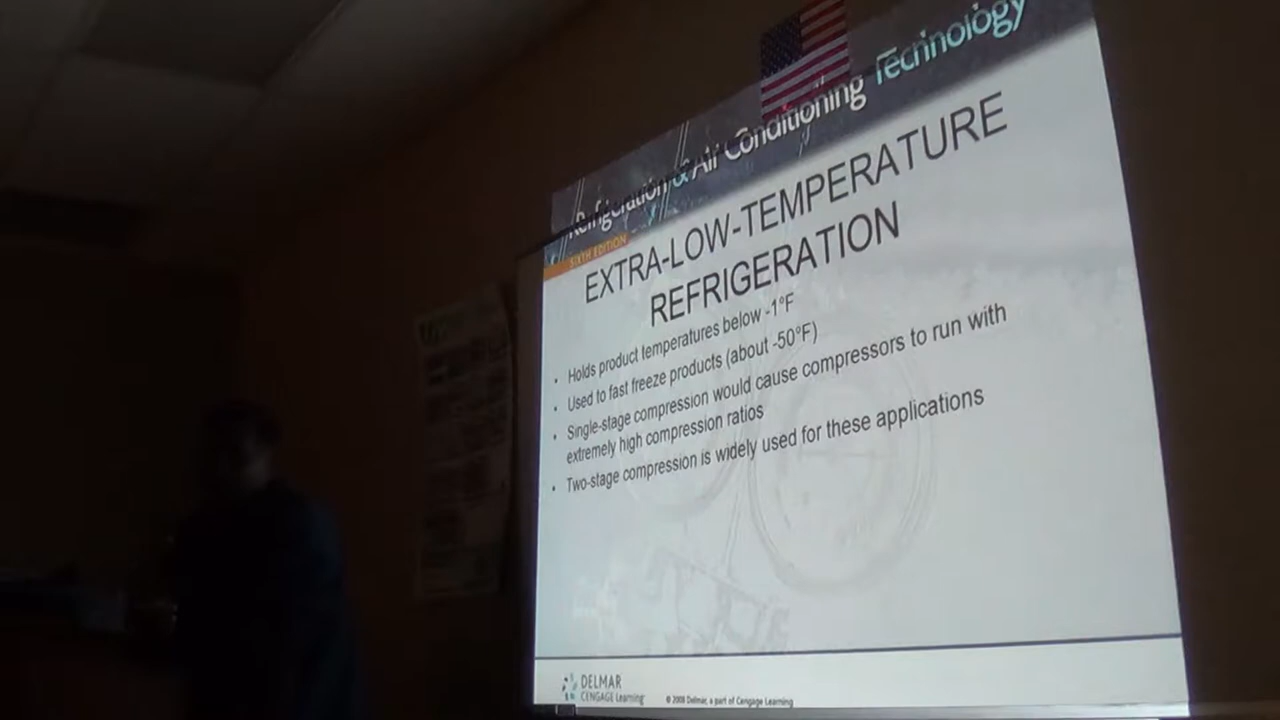 Refrigeration & Air Conditioning Technology
SIXTH EDITION
EXTRA-LOW-TEMPERATURE
REFRIGERATION
• Holds product temperatures below -1°F
• Used to fast freeze products (about -50°F)
• Single-stage compression would cause compressors to run with
extremely high compression ratios
• Two-stage compression is widely used for these applications
DELMAR
CENGAGE Learning
© 2009 Delmar, a part of Cengage Learning